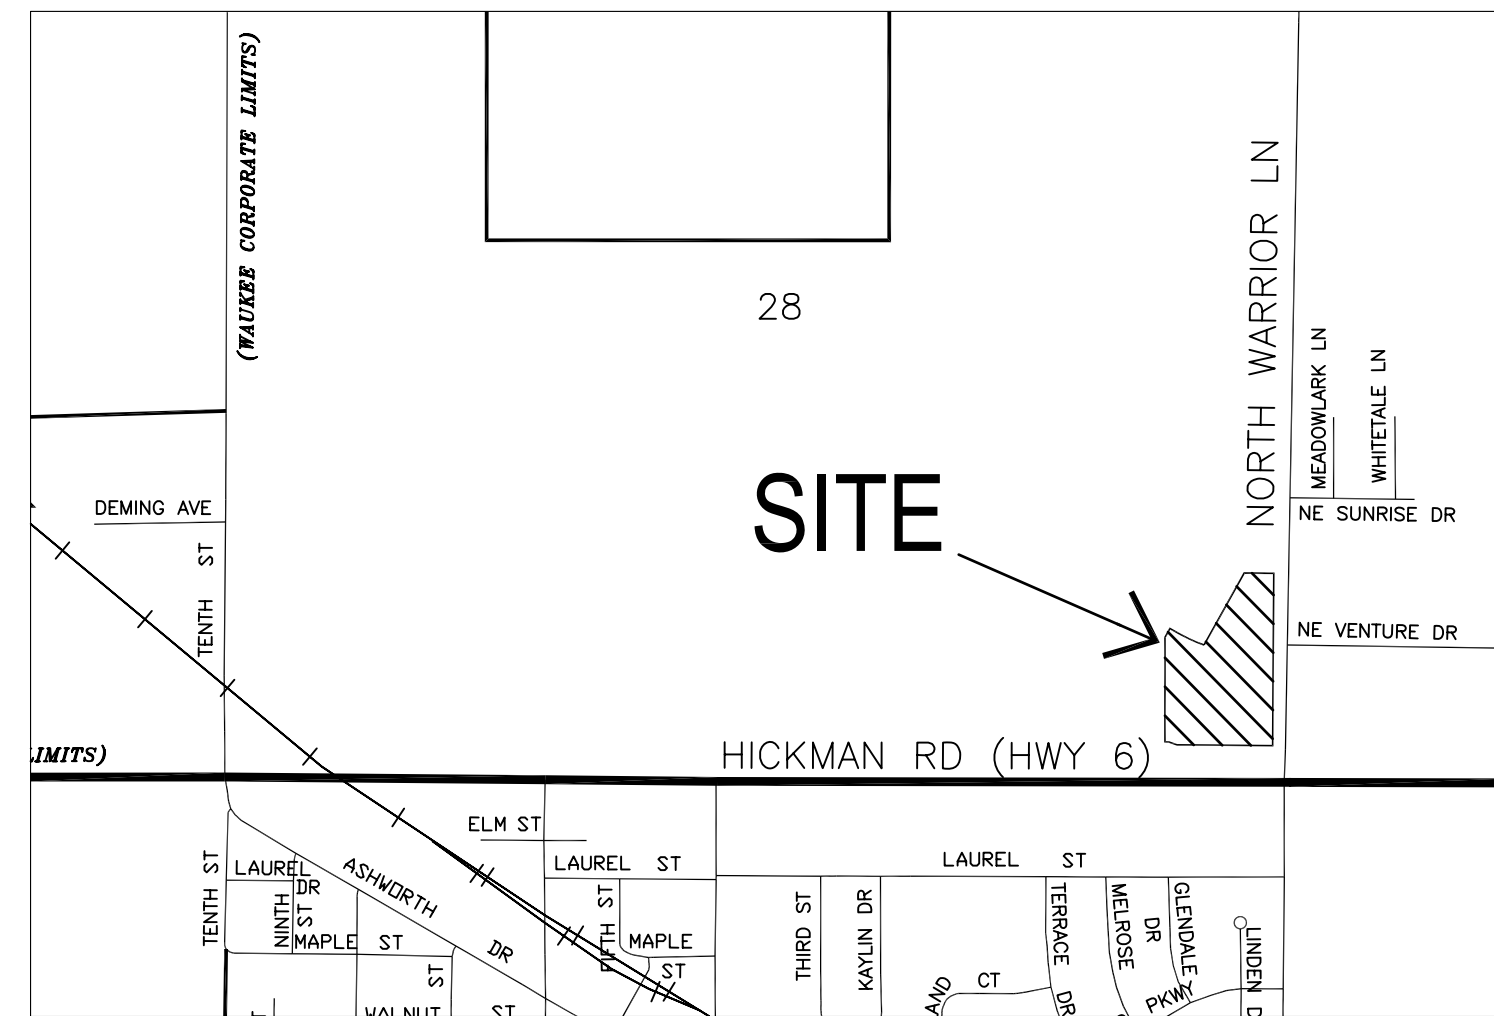 (WAUKEE CORPORATE LIMITS)
NORTH WARRIOR LN
28
MEADOWLARK LN
WHITETALE LN
SITE
DEMING AVE
NE SUNRISE DR
TENTH ST
NE VENTURE DR
LIMITS)
HICKMAN RD (HWY 6)
ELM ST
TENTH ST
LAUREL
DR
ASHWORTH
DR
LAUREL ST
LAUREL ST
NINTH
ST
FIFTH ST
THIRD ST
KAYLIN DR
TERRACE DR
MELROSE
DR
GLENDALE
LINDEN D
MAPLE ST
MAPLE
ST
ST
CT
AND
PKWY
WALNUT ST